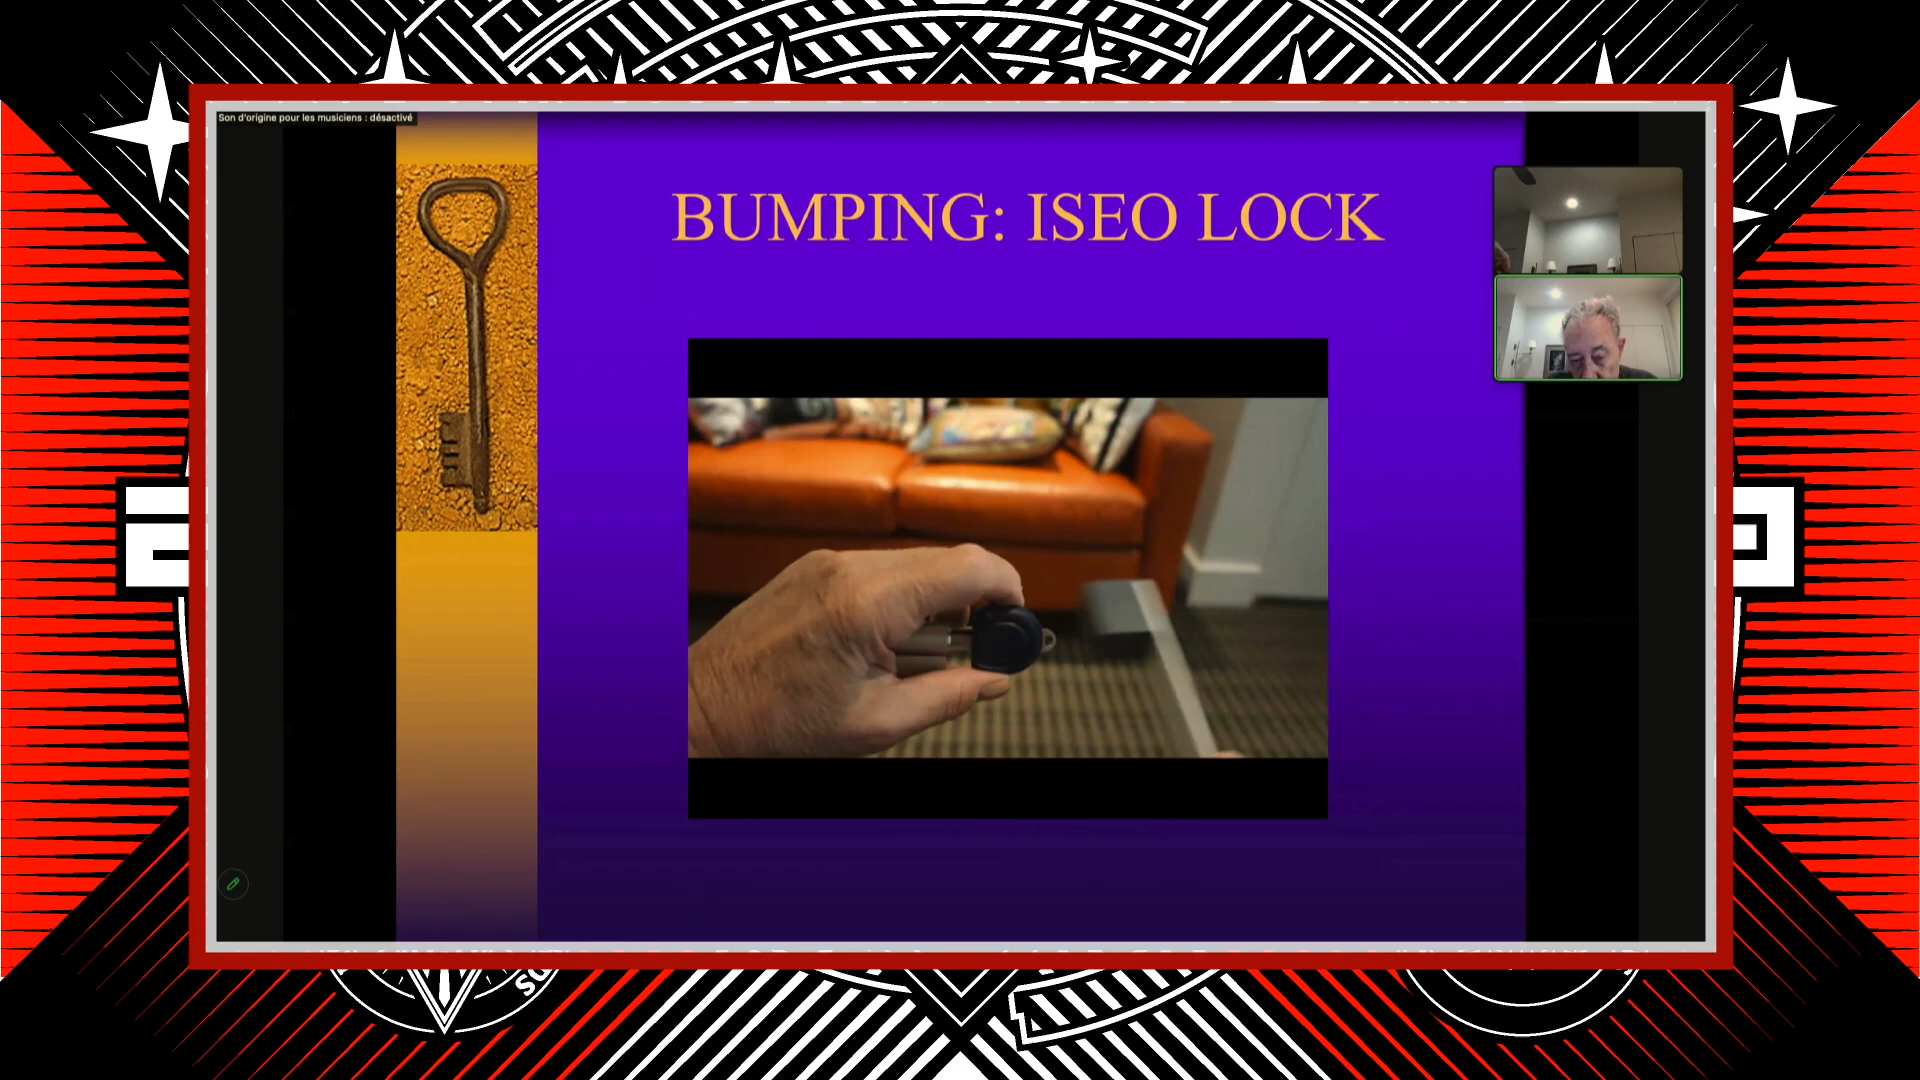 Son d'origine pour les musiciens : désactivé
BUMPING: ISEO LOCK